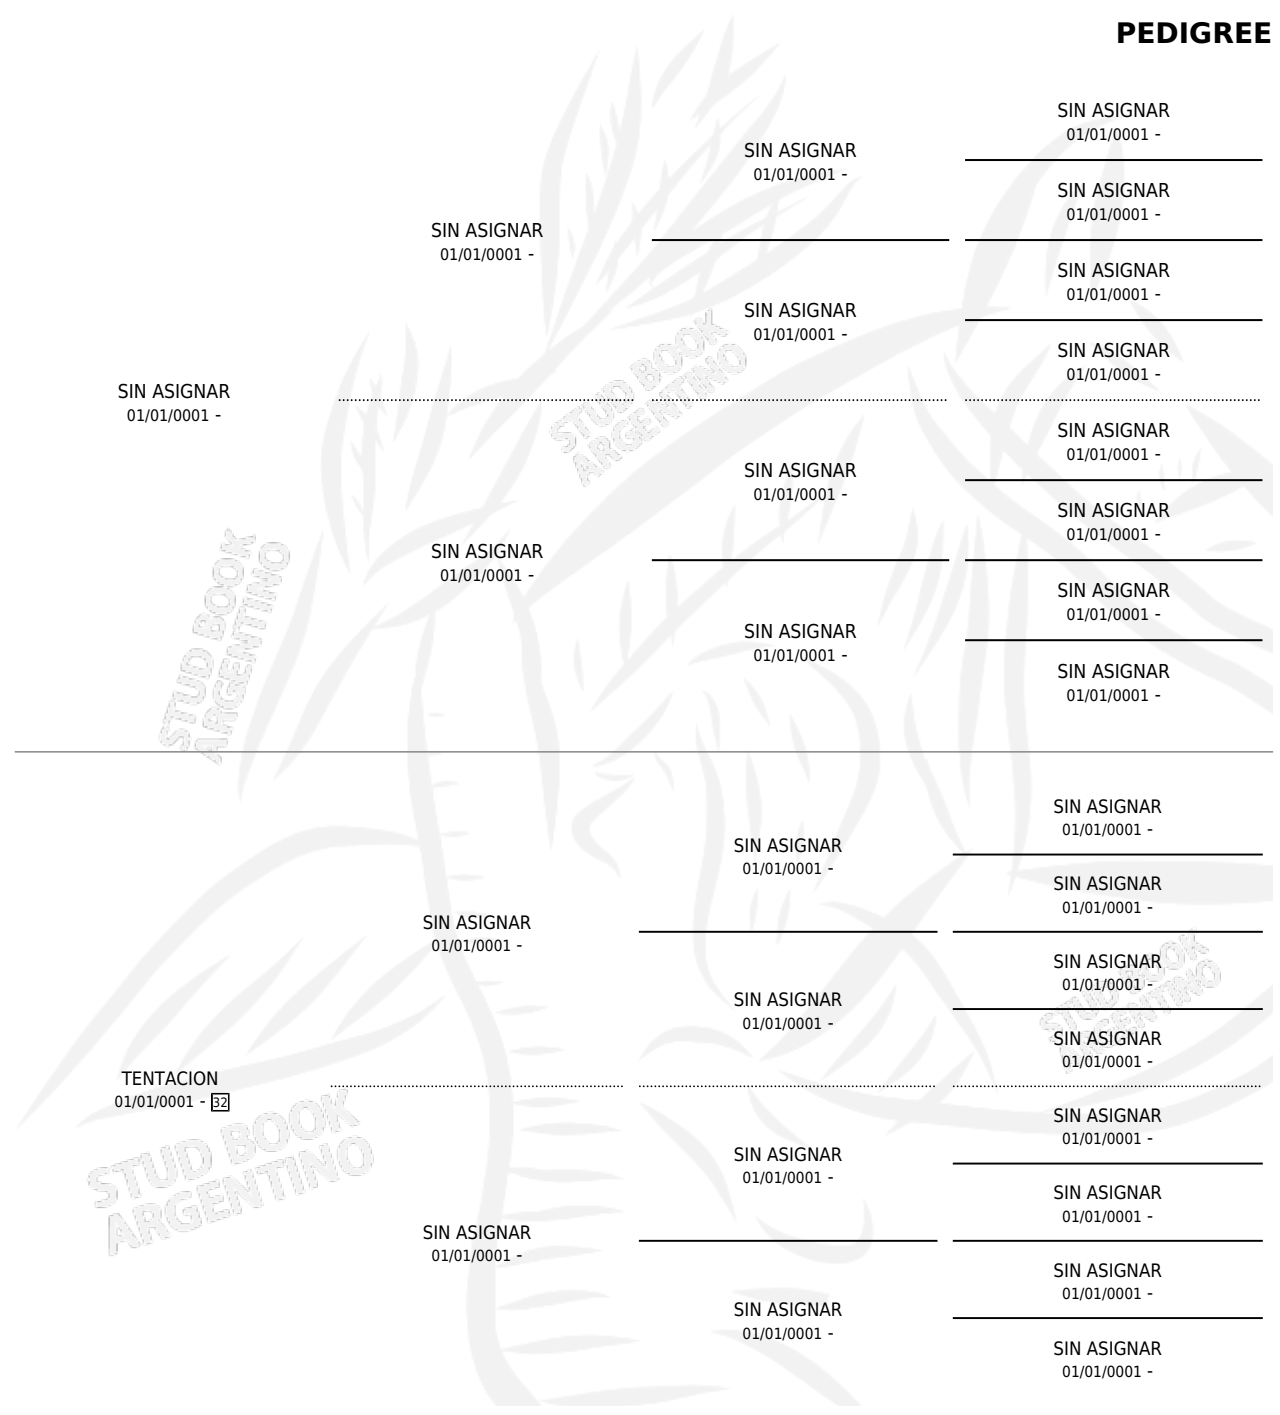 PEDIGREE
SIN ASIGNAR
01/01/0001 -
SIN ASIGNAR
01/01/0001 -
SIN ASIGNAR
01/01/0001 -
SIN ASIGNAR
01/01/0001 -
SIN ASIGNAR
01/01/0001 -
SIN ASIGNAR
01/01/0001 -
SIN ASIGNAR
01/01/0001 -
STUD BOOK
ARGENTINO
SIN ASIGNAR
01/01/0001 -
SIN ASIGNAR
01/01/0001 -
SIN ASIGNAR
01/01/0001 -
SIN ASIGNAR
01/01/0001 -
SIN ASIGNAR
01/01/0001 -
STUD BOOK
ARGENTINO
SIN ASIGNAR
01/01/0001 -
SIN ASIGNAR
01/01/0001 -
SIN ASIGNAR
01/01/0001 -
SIN ASIGNAR
01/01/0001 -
SIN ASIGNAR
01/01/0001 -
SIN ASIGNAR
01/01/0001 -
SIN ASIGNAR
01/01/0001 -
SIN ASIGNAR
01/01/0001 -
SIN ASIGNAR
01/01/0001 -
STUD BOOK
ARGENTINO
SIN ASIGNAR
01/01/0001 -
SIN ASIGNAR
01/01/0001 -
TENTACION
01/01/0001 - 32
STUD BOOK
ARGENTINO
SIN ASIGNAR
01/01/0001 -
SIN ASIGNAR
01/01/0001 -
SIN ASIGNAR
01/01/0001 -
SIN ASIGNAR
01/01/0001 -
SIN ASIGNAR
01/01/0001 -
SIN ASIGNAR
01/01/0001 -
SIN ASIGNAR
01/01/0001 -